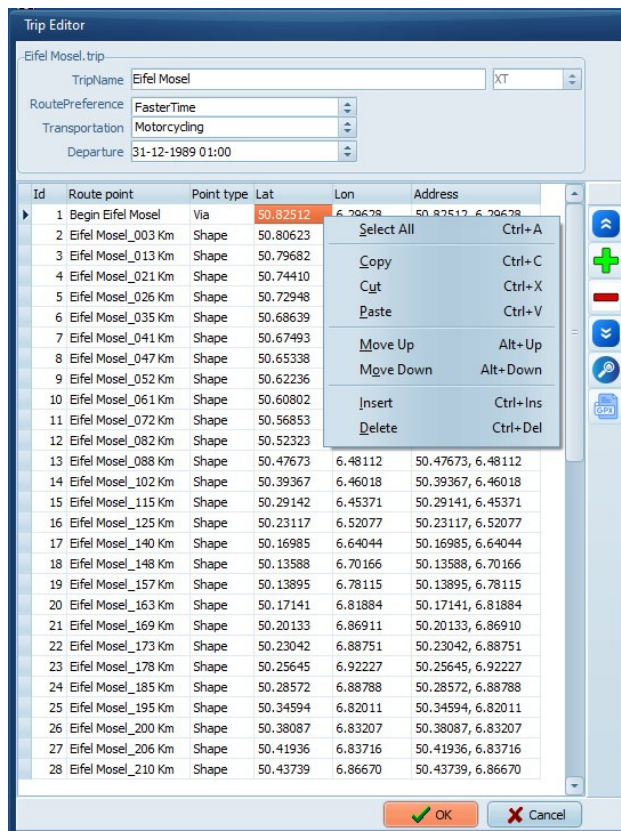 Trip Editor
Eifel Mosel.trip
TripName Eifel Mosel XT
RoutePreference FasterTime
Transportation Motorcycling
Departure 31-12-1989 01:00
Id Route point Point type Lat Lon Address
1 Begin Eifel Mosel Via 50.82512 6.29628 50.82512, 6.29628
2 Eifel Mosel_003 Km Shape 50.80623
3 Eifel Mosel_013 Km Shape 50.79682
4 Eifel Mosel_021 Km Shape 50.74410
5 Eifel Mosel_026 Km Shape 50.72948
6 Eifel Mosel_035 Km Shape 50.68639
7 Eifel Mosel_041 Km Shape 50.67493
8 Eifel Mosel_047 Km Shape 50.65338
9 Eifel Mosel_052 Km Shape 50.62236
10 Eifel Mosel_061 Km Shape 50.60802
11 Eifel Mosel_072 Km Shape 50.56853
12 Eifel Mosel_082 Km Shape 50.52323
Select All Ctrl+A
Copy Ctrl+C
Cut Ctrl+X
Paste Ctrl+V
Move Up Alt+Up
Move Down Alt+Down
Insert Ctrl+Ins
Delete Ctrl+Del
GPX
13 Eifel Mosel_088 Km Shape 50.47673 6.48112 50.47673, 6.48112
14 Eifel Mosel_102 Km Shape 50.39367 6.46018 50.39367, 6.46018
15 Eifel Mosel_115 Km Shape 50.29142 6.45371 50.29141, 6.45371
16 Eifel Mosel_125 Km Shape 50.23117 6.52077 50.23117, 6.52077
17 Eifel Mosel_140 Km Shape 50.16985 6.64044 50.16985, 6.64044
18 Eifel Mosel_148 Km Shape 50.13588 6.70166 50.13588, 6.70166
19 Eifel Mosel_157 Km Shape 50.13895 6.78115 50.13895, 6.78115
20 Eifel Mosel_163 Km Shape 50.17141 6.81884 50.17141, 6.81884
21 Eifel Mosel_169 Km Shape 50.20133 6.86911 50.20133, 6.86910
22 Eifel Mosel_173 Km Shape 50.23042 6.88751 50.23042, 6.88751
23 Eifel Mosel_178 Km Shape 50.25645 6.92227 50.25645, 6.92227
24 Eifel Mosel_185 Km Shape 50.28572 6.88788 50.28572, 6.88788
25 Eifel Mosel_195 Km Shape 50.34594 6.82011 50.34594, 6.82011
26 Eifel Mosel_200 Km Shape 50.38087 6.83207 50.38087, 6.83207
27 Eifel Mosel_206 Km Shape 50.41936 6.83716 50.41936, 6.83716
28 Eifel Mosel_210 Km Shape 50.43739 6.86670 50.43739, 6.86670
OK Cancel